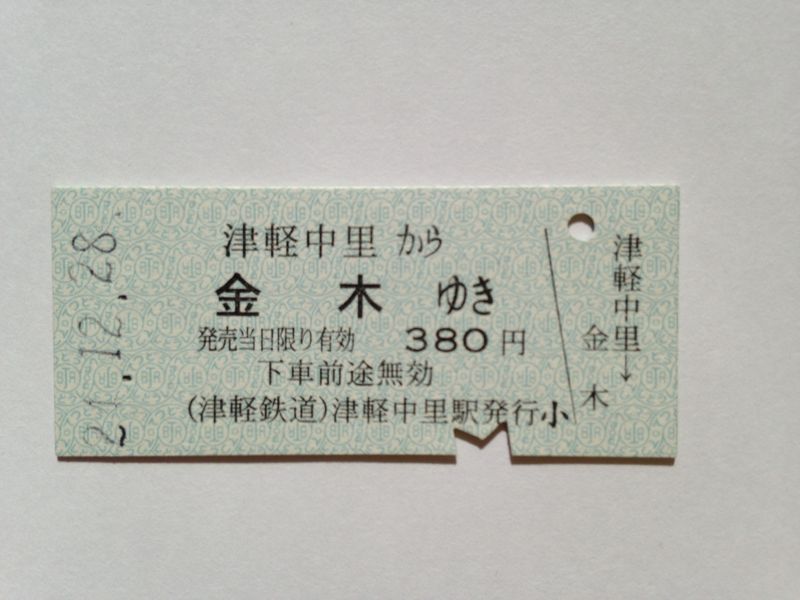 21.12.28.
津軽中里から
金木ゆき
発売当日限り有効 380円
下車前途無効
(津軽鉄道)津軽中里駅発行小
津軽中里→
金木